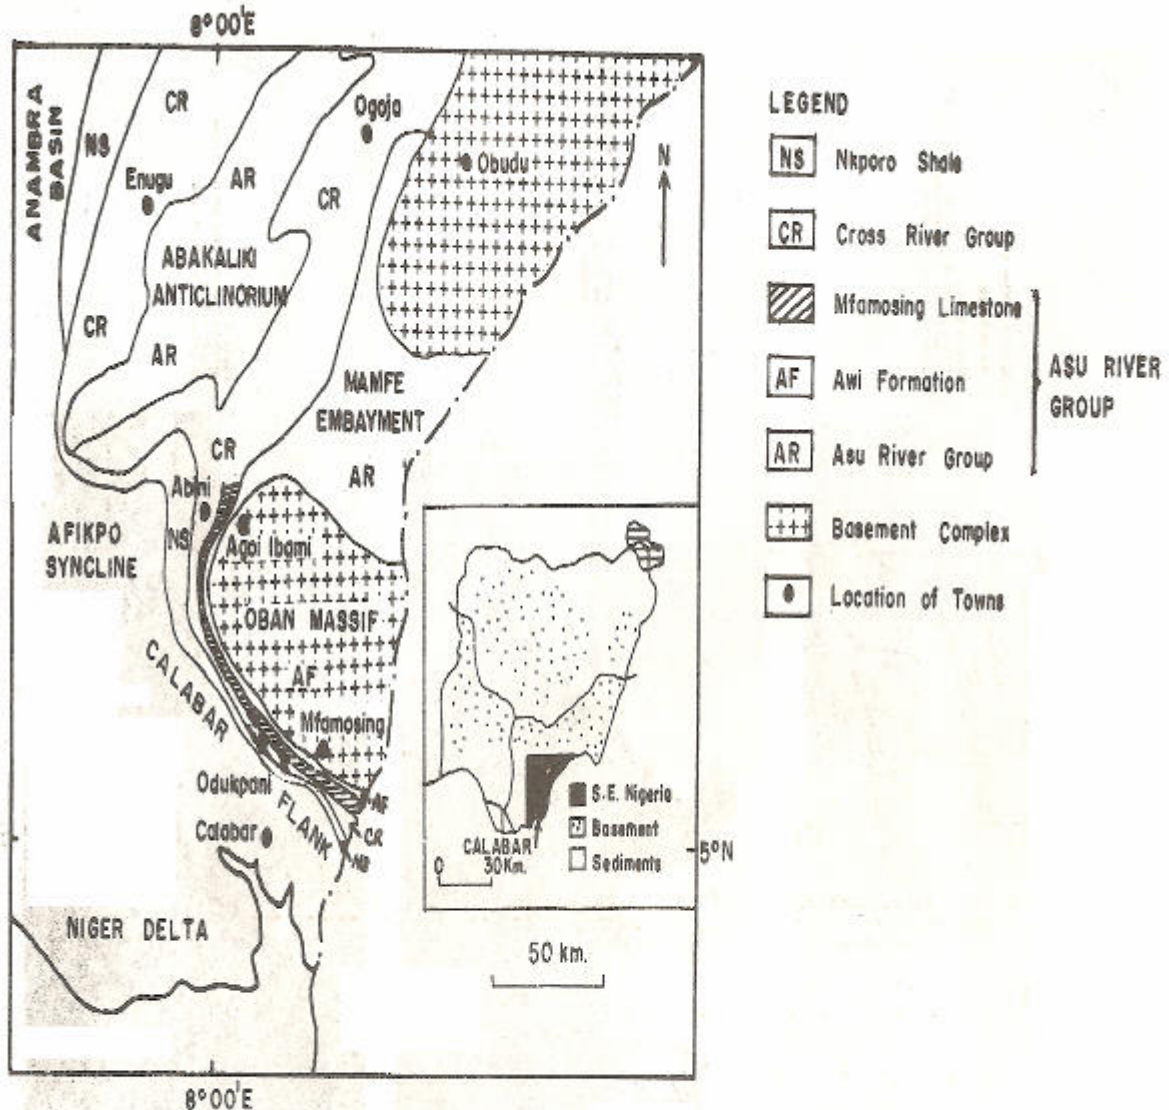 8°00'E
ANAMBRA
BASIN
NS
CR
Ogoja
Enugu
AR
CR
Obudu
N
ABAKALIKI
ANTICLINORIUM
CR
AR
MAMFE
EMBAYMENT
CR
AR
Abini
AFIKPO
SYNCLINE
NS
Agoi Ibami
OBAN MASSIF
AF
CALABAR
FLANK
Mfamosing
Odukpani
AF
CR
NS
Calabar
NIGER DELTA
S.E. Nigeria
Basement
Sediments
CALABAR
0 30Km.
5°N
50 km.
8°00'E
LEGEND
NS Nkporo Shale
CR Cross River Group
Mfamosing Limestone
AF Awi Formation
AR Asu River Group
ASU RIVER
GROUP
Basement Complex
Location of Towns